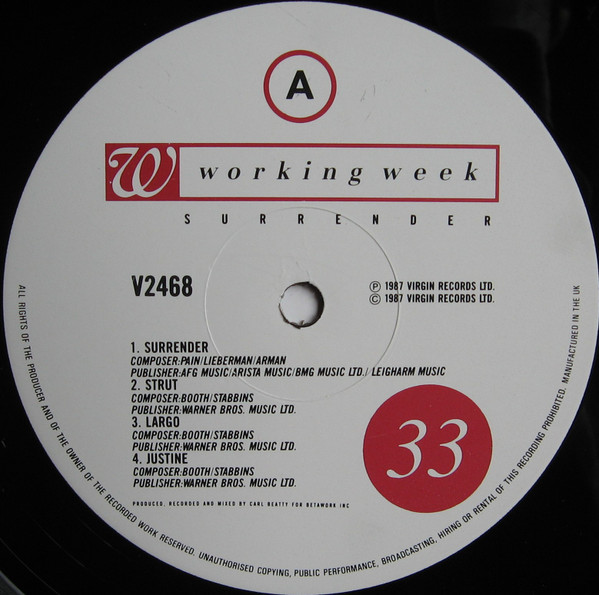 A
W working week
SURRENDER
V2468
Ⓟ 1987 VIRGIN RECORDS LTD.
© 1987 VIRGIN RECORDS LTD.
1. SURRENDER
COMPOSER:PAIN/LIEBERMAN/ARMAN
PUBLISHER:AFG MUSIC/ARISTA MUSIC/BMG MUSIC LTD./ LEIGHARM MUSIC
2. STRUT
COMPOSER:BOOTH/STABBINS
PUBLISHER:WARNER BROS. MUSIC LTD.
3. LARGO
COMPOSER:BOOTH/STABBINS
PUBLISHER:WARNER BROS. MUSIC LTD.
4. JUSTINE
COMPOSER:BOOTH/STABBINS
PUBLISHER:WARNER BROS. MUSIC LTD.
33
PRODUCED, RECORDED AND MIXED BY CARL BEATTY FOR BETAWORK INC
ALL RIGHTS OF THE PRODUCER AND OF THE OWNER OF THE RECORDED WORK RESERVED. UNAUTHORISED COPYING, PUBLIC PERFORMANCE, BROADCASTING, HIRING OR RENTAL OF THIS RECORDING PROHIBITED. MANUFACTURED IN THE UK